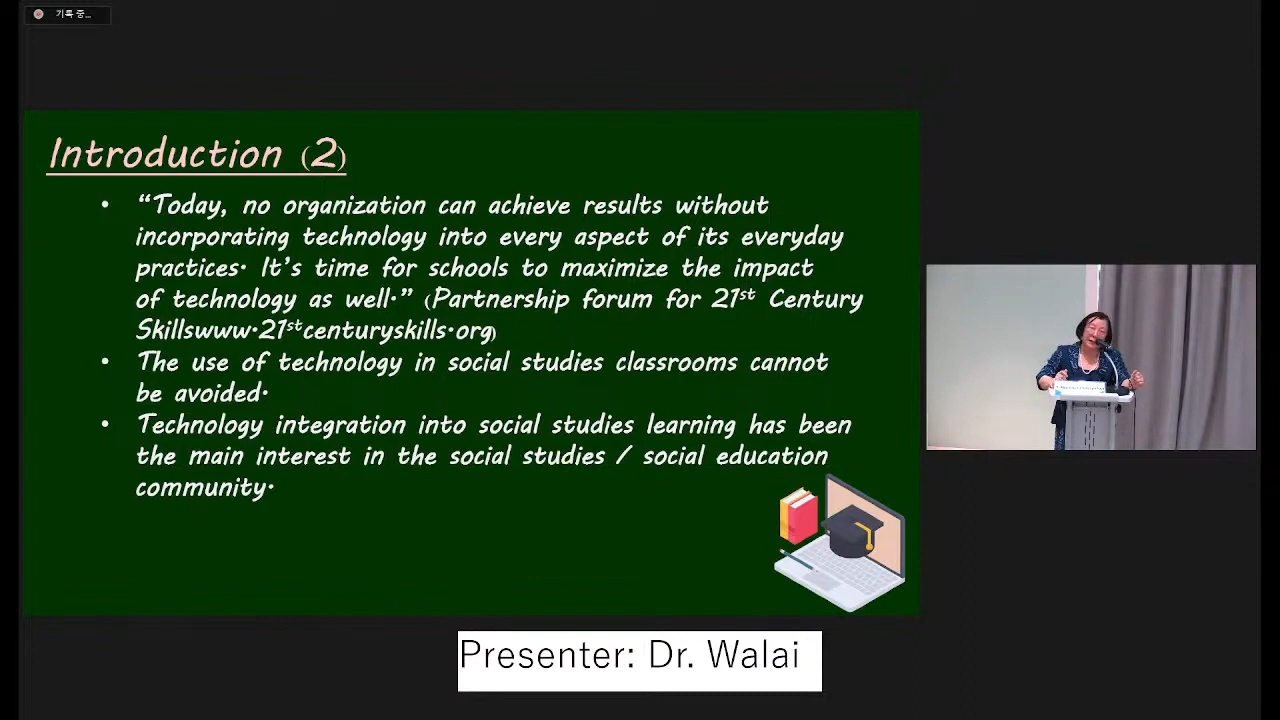 기록 중...
Introduction (2)
• “Today, no organization can achieve results without
incorporating technology into every aspect of its everyday
practices. It’s time for schools to maximize the impact
of technology as well.” (Partnership forum for 21st Century
Skillswww.21stcenturyskills.org)
• The use of technology in social studies classrooms cannot
be avoided.
• Technology integration into social studies learning has been
the main interest in the social studies / social education
community.
Presenter: Dr. Walai